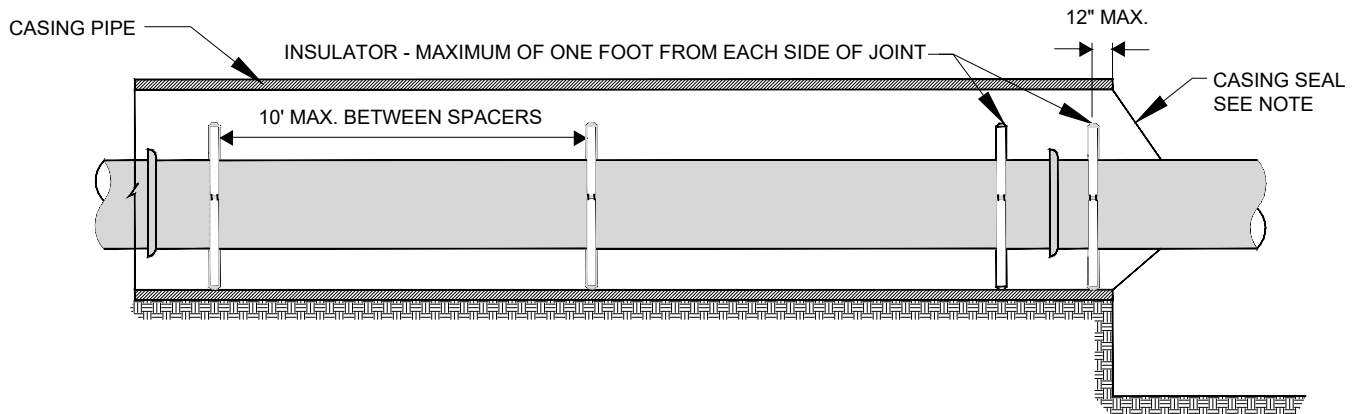 12" MAX.
CASING PIPE
INSULATOR - MAXIMUM OF ONE FOOT FROM EACH SIDE OF JOINT
CASING SEAL
SEE NOTE
10' MAX. BETWEEN SPACERS